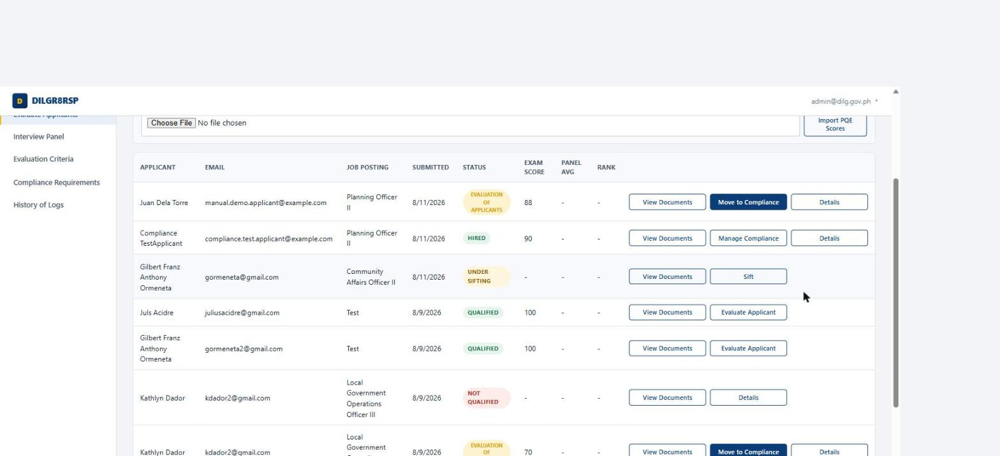 D DILGR8RSP
admin@dilg.gov.ph
Evaluate Applicants
Interview Panel
Evaluation Criteria
Compliance Requirements
History of Logs
Choose File No file chosen
Import PQE
Scores
APPLICANT EMAIL JOB POSTING SUBMITTED STATUS EXAM SCORE PANEL AVG RANK
Juan Dela Torre manual.demo.applicant@example.com Planning Officer II 8/11/2026 EVALUATION OF APPLICANTS 88 - - View Documents Move to Compliance Details
Compliance TestApplicant compliance.test.applicant@example.com Planning Officer II 8/11/2026 HIRED 90 - - View Documents Manage Compliance Details
Gilbert Franz Anthony Ormeneta gormeneta@gmail.com Community Affairs Officer II 8/11/2026 UNDER SIFTING - - - View Documents Sift
Juls Acidre juliusacidre@gmail.com Test 8/9/2026 QUALIFIED 100 - - View Documents Evaluate Applicant
Gilbert Franz Anthony Ormeneta gormeneta2@gmail.com Test 8/9/2026 QUALIFIED 100 - - View Documents Evaluate Applicant
Kathlyn Dador kdador2@gmail.com Local Government Operations Officer III 8/9/2026 NOT QUALIFIED - - - View Documents Details
Kathlyn Dador kdador2@gmail.com Local Government 8/9/2026 EVALUATION OF 70 - - View Documents Move to Compliance Details